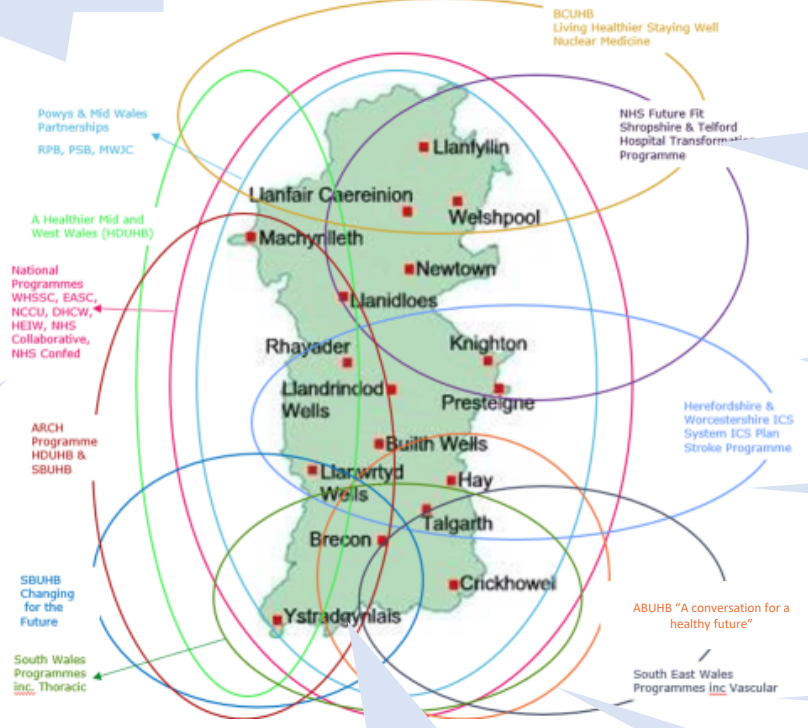 BCUHB
Living Healthier Staying Well
Nuclear Medicine
Powys & Mid Wales
Partnerships
RPB, PSB, MWJC
NHS Future Fit
Shropshire & Telford
Hospital Transformation
Programme
Llanfyllin
Llanfair Caereinion
Welshpool
A Healthier Mid and
West Wales (HDUHB)
Machynlleth
National
Programmes
WHSSC, EASC,
NCCU, DHCW,
HEIW, NHS
Collaborative,
NHS Confed
Newtown
Llanidloes
Rhayader
Knighton
Llandrindod
Wells
Presteigne
Herefordshire &
Worcestershire ICS
System ICS Plan
Stroke Programme
ARCH
Programme
HDUHB &
SBUHB
Builth Wells
Llanwrtyd
Wells
Hay
Talgarth
Brecon
SBUHB
Changing
for the
Future
Crickhowel
Ystradgynlais
ABUHB "A conversation for a
healthy future"
South Wales
Programmes
inc. Thoracic
South East Wales
Programmes inc Vascular